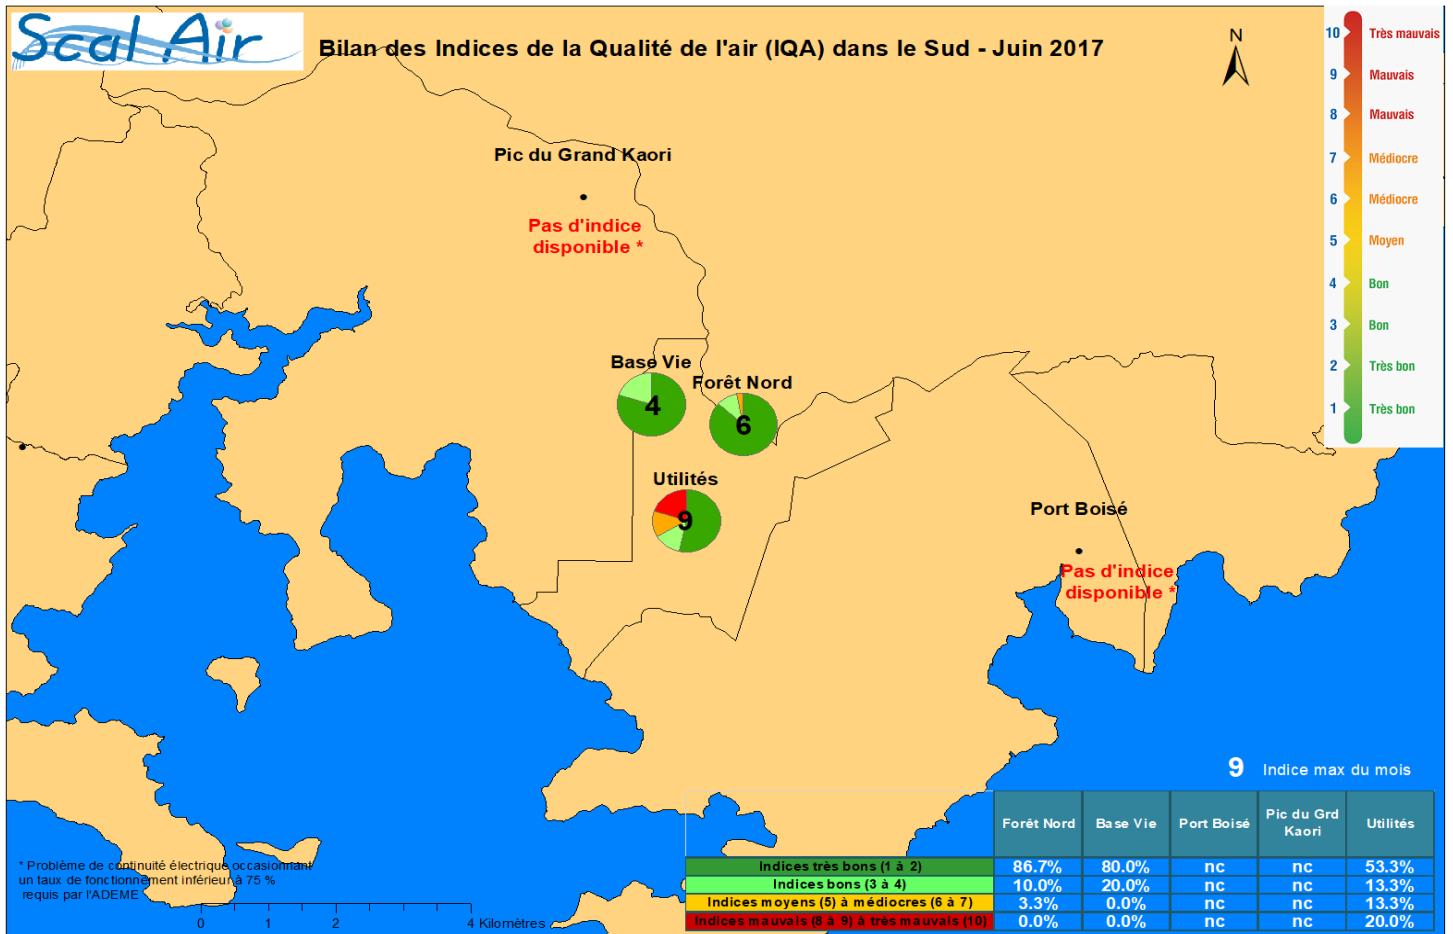 Scal Air
Bilan des Indices de la Qualité de l'air (IQA) dans le Sud - Juin 2017
N
10 Très mauvais
9 Mauvais
8 Mauvais
7 Médiocre
6 Médiocre
5 Moyen
4 Bon
3 Bon
2 Très bon
1 Très bon
Pic du Grand Kaori
Pas d'indice
disponible *
Base Vie
4
Forêt Nord
6
Utilités
9
Port Boisé
Pas d'indice
disponible *
9 Indice max du mois
Forêt Nord Base Vie Port Boisé Pic du Grd Kaori Utilités
Indices très bons (1 à 2) 86.7% 80.0% nc nc 53.3%
Indices bons (3 à 4) 10.0% 20.0% nc nc 13.3%
Indices moyens (5) à médiocres (6 à 7) 3.3% 0.0% nc nc 13.3%
Indices mauvais (8 à 9) à très mauvais (10) 0.0% 0.0% nc nc 20.0%
* Problème de continuité électrique occasionnant
un taux de fonctionnement inférieur à 75 %
requis par l'ADEME
0 1 2 4 Kilomètres